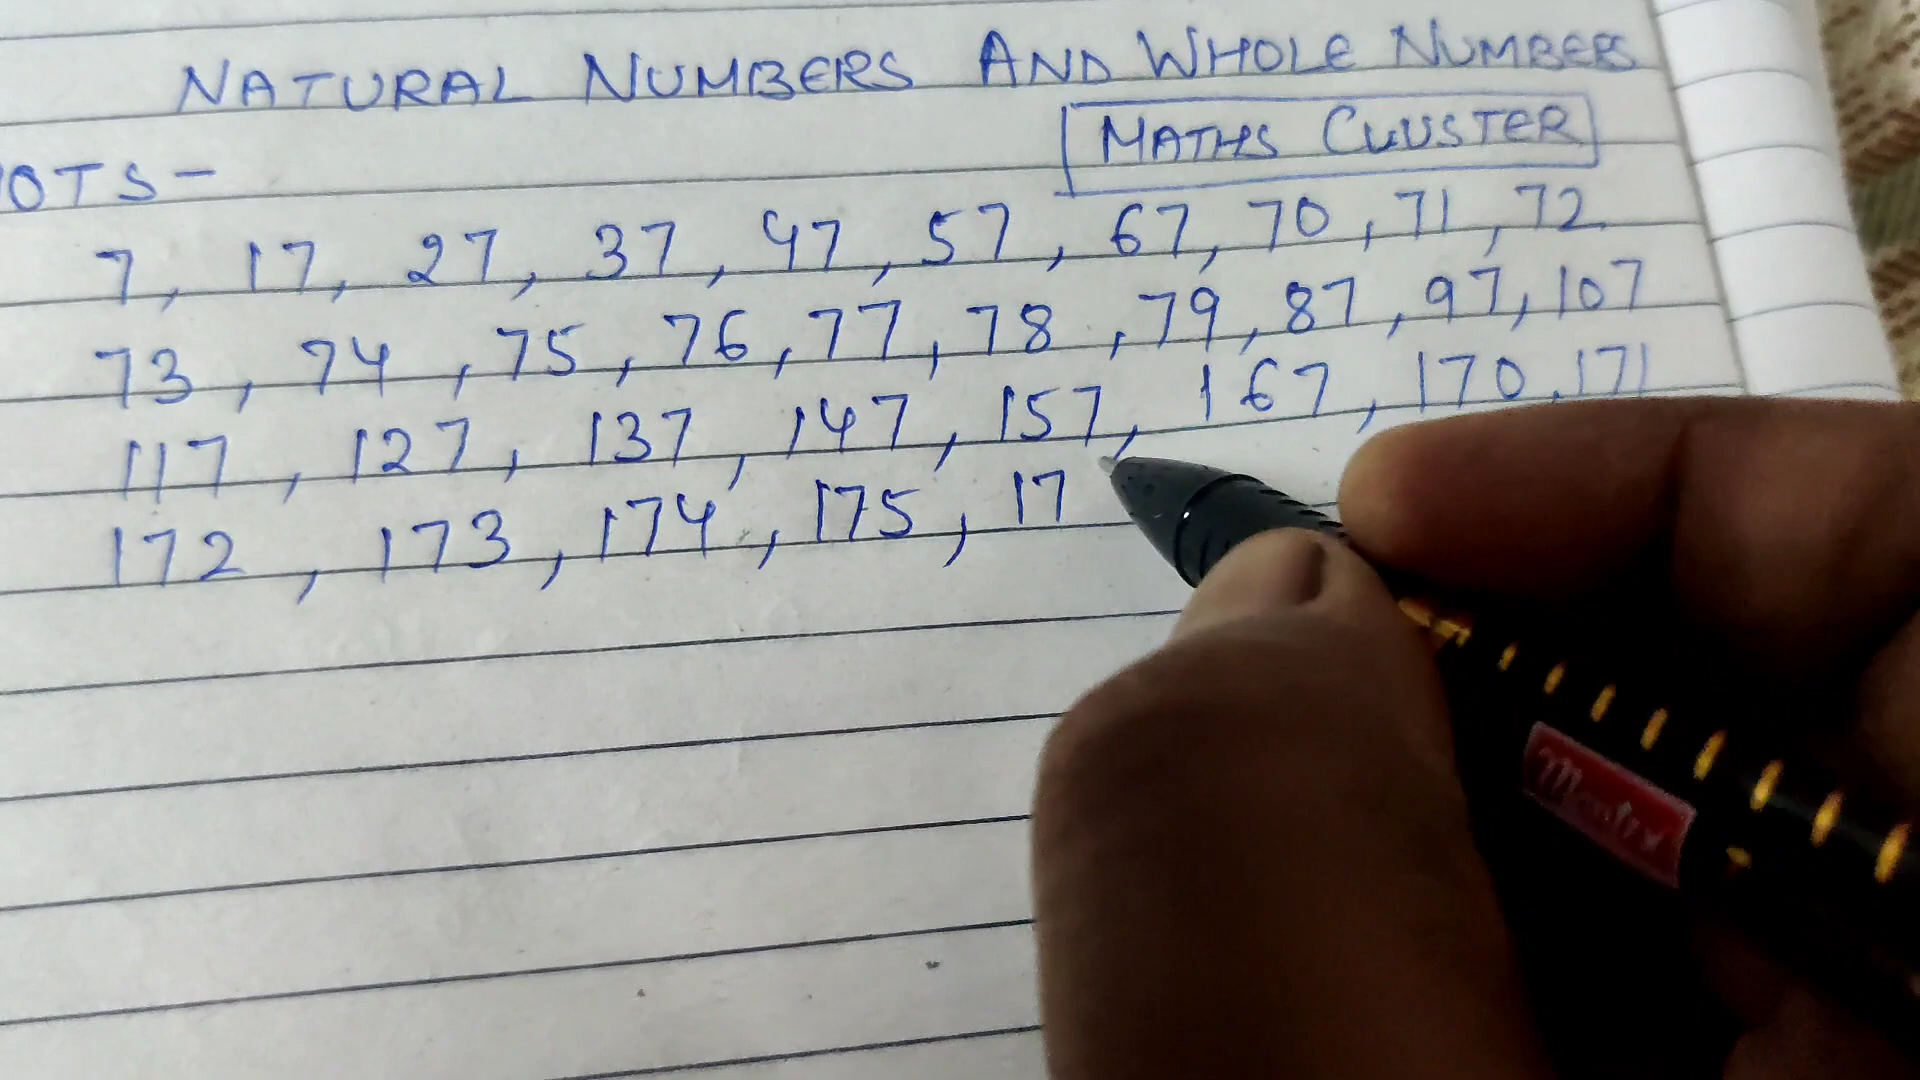 NATURAL NUMBERS AND WHOLE NUMBERS
MATHS CLUSTER
OTS-
7, 17, 27, 37, 47, 57, 67, 70, 71, 72
73, 74, 75, 76, 77, 78, 79, 87, 97, 107
117, 127, 137, 147, 157, 167, 170, 171
172, 173, 174, 175, 17